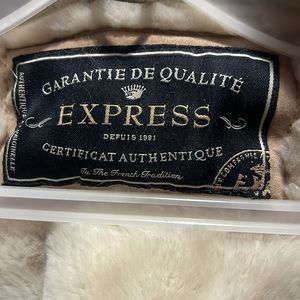 GARANTIE DE QUALITÉ
EXPRESS
DEPUIS 1981
CERTIFICAT AUTHENTIQUE
In The French Tradition